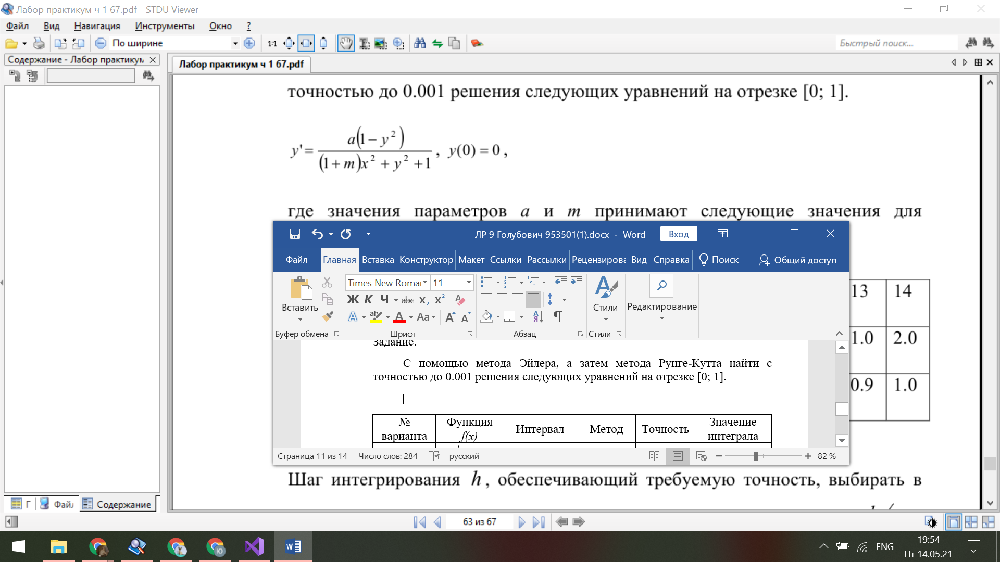 Лабор практикум ч 1 67.pdf - STDU Viewer
Файл Вид Навигация Инструменты Окно ?
По ширине
1:1
Быстрый поиск...
Содержание - Лабор практикум
Лабор практикум ч 1 67.pdf
точностью до 0.001 решения следующих уравнений на отрезке [0; 1].
y' = a(1 − y²) / ((1 + m)x² + y² + 1), y(0) = 0,
где значения параметров a и m принимают следующие значения для
ЛР 9 Голубович 953501(1).docx - Word
Вход
Файл Главная Вставка Конструктор Макет Ссылки Рассылки Рецензирова Вид Справка Поиск Общий доступ
Times New Roma 11
Вставить
Ж К Ч abc x₂ x²
Стили
Редактирование
Буфер обмена Шрифт Абзац Стили
13 14
1.0 2.0
0.9 1.0
Задание.
С помощью метода Эйлера, а затем метода Рунге-Кутта найти с
точностью до 0.001 решения следующих уравнений на отрезке [0; 1].
№ варианта
Функция f(x)
Интервал
Метод
Точность
Значение интеграла
Страница 11 из 14 Число слов: 284 русский 82 %
Шаг интегрирования h, обеспечивающий требуемую точность, выбирать в
Г Файл Содержание
63 из 67
ENG
19:54
Пт 14.05.21